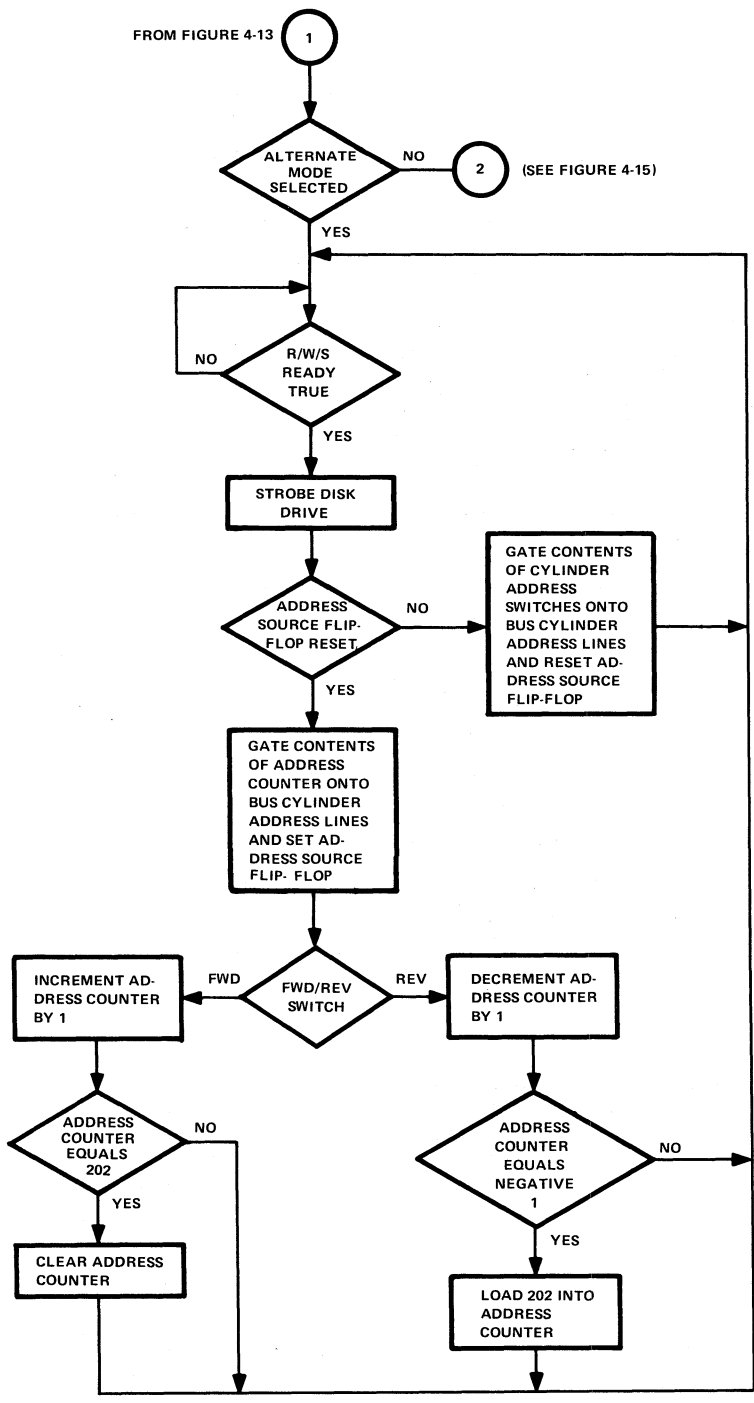 FROM FIGURE 4-13
1
ALTERNATE
MODE
SELECTED
NO
2
(SEE FIGURE 4-15)
YES
R/W/S
READY
TRUE
NO
YES
STROBE DISK
DRIVE
ADDRESS
SOURCE FLIP-
FLOP RESET
NO
GATE CONTENTS
OF CYLINDER
ADDRESS
SWITCHES ONTO
BUS CYLINDER
ADDRESS LINES
AND RESET AD-
DRESS SOURCE
FLIP-FLOP
YES
GATE CONTENTS
OF ADDRESS
COUNTER ONTO
BUS CYLINDER
ADDRESS LINES
AND SET AD-
DRESS SOURCE
FLIP- FLOP
FWD/REV
SWITCH
FWD
REV
INCREMENT AD-
DRESS COUNTER
BY 1
DECREMENT AD-
DRESS COUNTER
BY 1
ADDRESS
COUNTER
EQUALS
202
NO
YES
CLEAR ADDRESS
COUNTER
ADDRESS
COUNTER
EQUALS
NEGATIVE
1
NO
YES
LOAD 202 INTO
ADDRESS
COUNTER